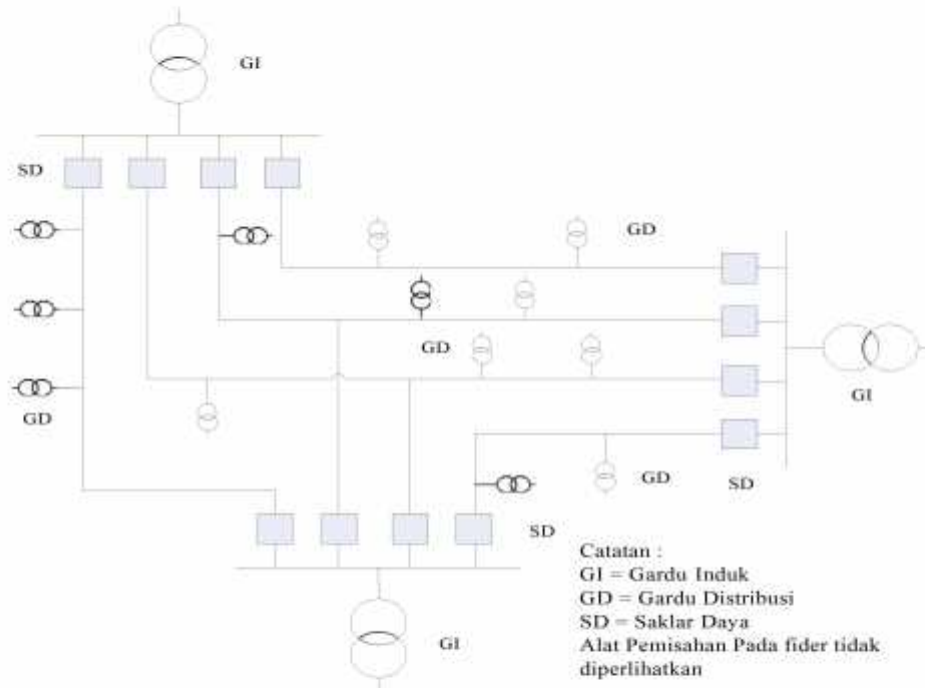 GI
SD
GD
GD
GI
GD
GD
SD
SD
GI
Catatan :
GI = Gardu Induk
GD = Gardu Distribusi
SD = Saklar Daya
Alat Pemisahan Pada fider tidak
diperlihatkan